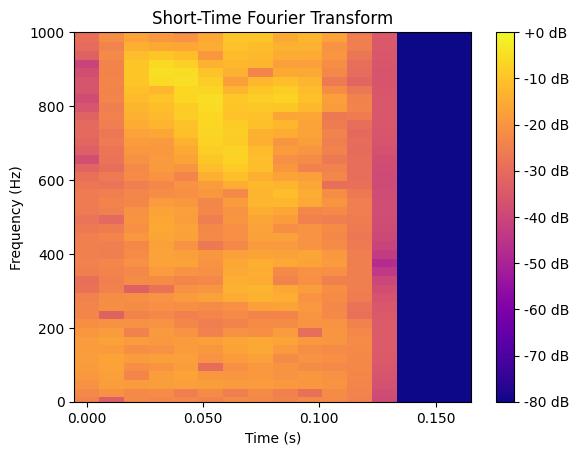 Short-Time Fourier Transform
1000
800
600
400
200
0
Frequency (Hz)
0.000
0.050
0.100
0.150
Time (s)
+0 dB
-10 dB
-20 dB
-30 dB
-40 dB
-50 dB
-60 dB
-70 dB
-80 dB